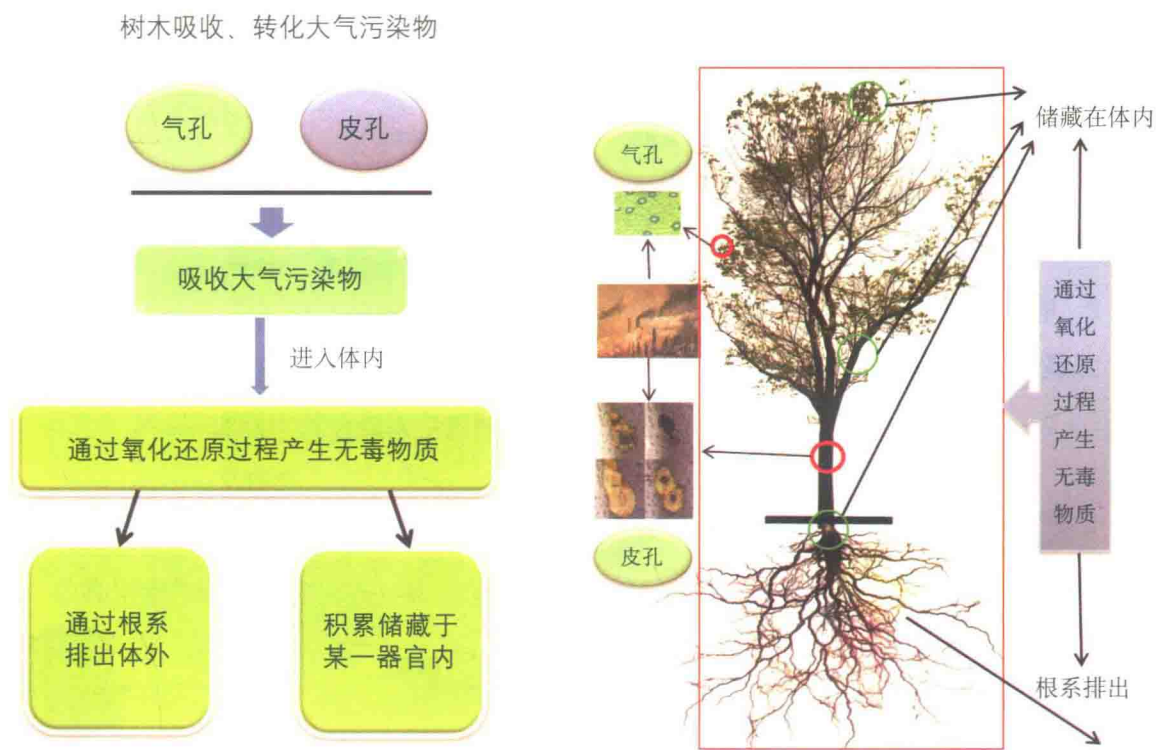 树木吸收、转化大气污染物
气孔
皮孔
吸收大气污染物
进入体内
通过氧化还原过程产生无毒物质
通过根系
排出体外
积累储藏于
某一器官内
气孔
皮孔
储藏在体内
通过
氧化
还原
过程
产生
无毒
物质
根系排出